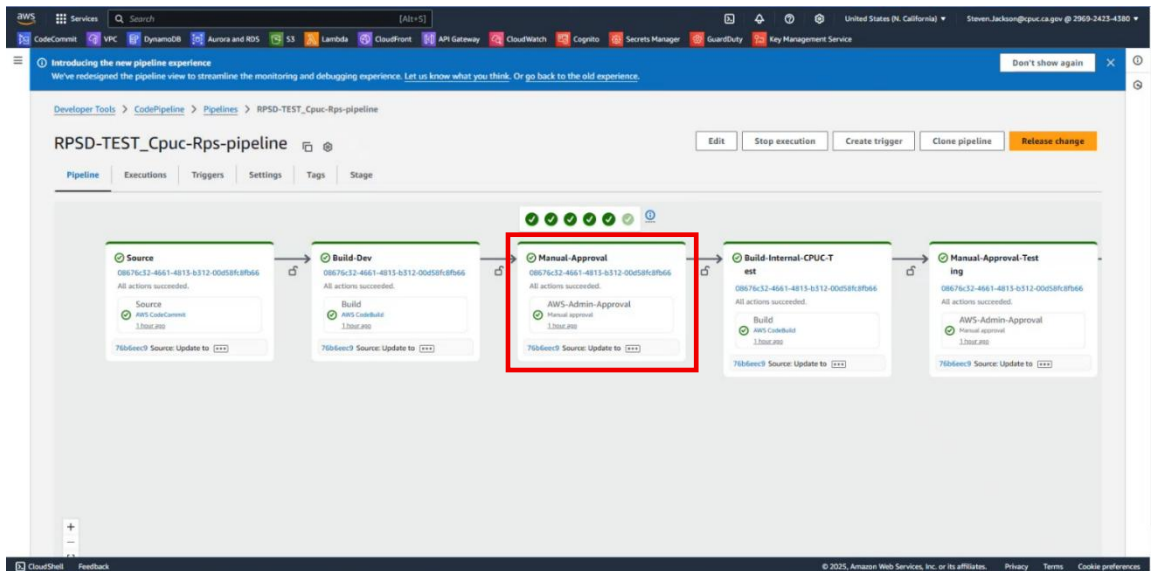 aws
Services
Search
[Alt+S]
United States (N. California) ▼
Steven.Jackson@cpuc.ca.gov @ 2969-2423-4380 ▼
CodeCommit
VPC
DynamoDB
Aurora and RDS
S3
Lambda
CloudFront
API Gateway
CloudWatch
Cognito
Secrets Manager
GuardDuty
Key Management Service
Introducing the new pipeline experience
We've redesigned the pipeline view to streamline the monitoring and debugging experience. Let us know what you think. Or go back to the old experience.
Don't show again
Developer Tools > CodePipeline > Pipelines > RPSD-TEST_Cpuc-Rps-pipeline
RPSD-TEST_Cpuc-Rps-pipeline
Edit
Stop execution
Create trigger
Clone pipeline
Release change
Pipeline
Executions
Triggers
Settings
Tags
Stage
Source
08676c32-4661-4813-b312-00d58fc8fb66
All actions succeeded.
Source
AWS CodeCommit
1 hour ago
76b6eec9 Source: Update to
Build-Dev
08676c32-4661-4813-b312-00d58fc8fb66
All actions succeeded.
Build
AWS CodeBuild
1 hour ago
76b6eec9 Source: Update to
Manual-Approval
08676c32-4661-4813-b312-00d58fc8fb66
All actions succeeded.
AWS-Admin-Approval
Manual approval
1 hour ago
76b6eec9 Source: Update to
Build-Internal-CPUC-T
est
08676c32-4661-4813-b312-00d58fc8fb66
All actions succeeded.
Build
AWS CodeBuild
1 hour ago
76b6eec9 Source: Update to
Manual-Approval-Test
ing
08676c32-4661-4813-b312-00d58fc8fb66
All actions succeeded.
AWS-Admin-Approval
Manual approval
1 hour ago
76b6eec9 Source: Update to
CloudShell
Feedback
© 2025, Amazon Web Services, Inc. or its affiliates.
Privacy
Terms
Cookie preferences